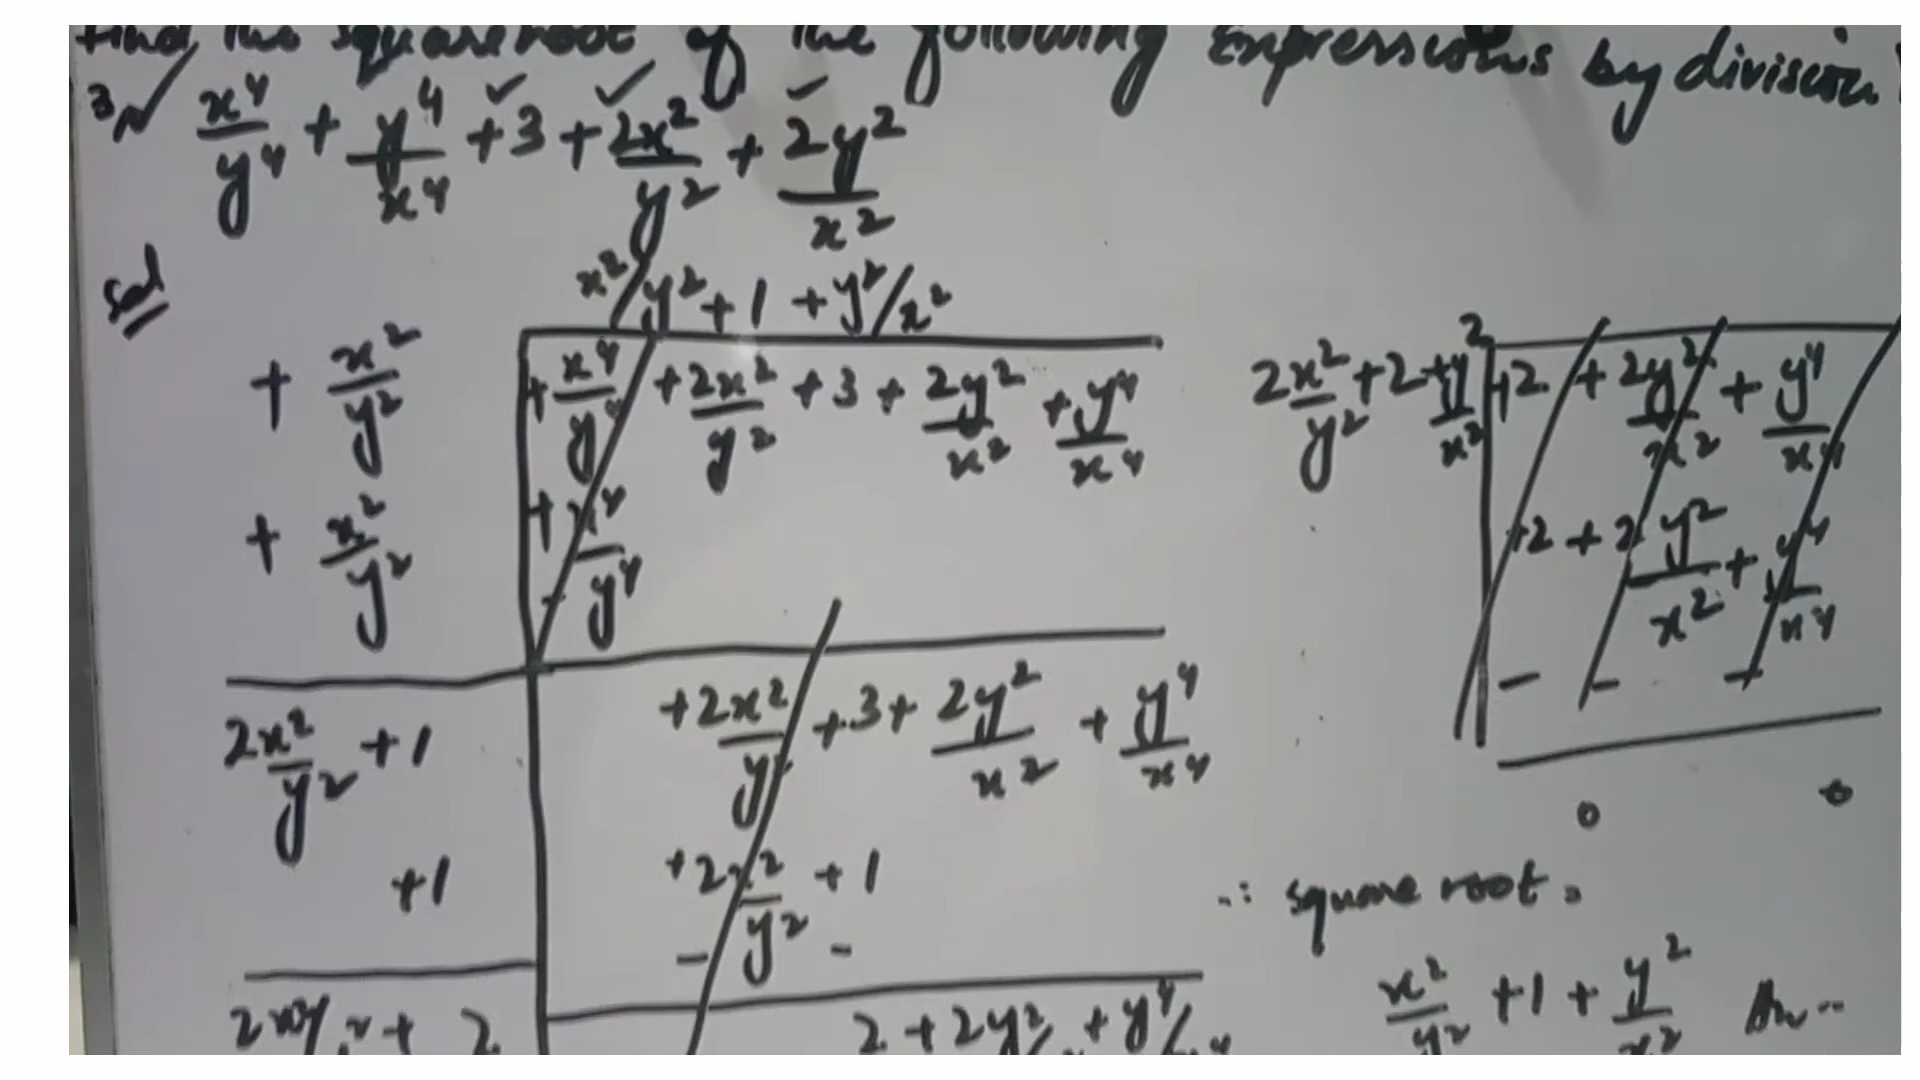 Find the square root of the following expressions by division
3 x⁴/y⁴ + y⁴/x⁴ + 3 + 2x²/y² + 2y²/x²
Sol
x²/y² + 1 + y²/x²
+ x²/y² + x⁴/y⁴ + 2x²/y² + 3 + 2y²/x² + y⁴/x⁴
+ x²/y² + x⁴/y⁴
-
2x²/y² + 1 + 2x²/y² + 3 + 2y²/x² + y⁴/x⁴
+1 + 2x²/y² + 1
- -
2x²/y² + 2 2 + 2y²/x² + y⁴/x⁴
2x²/y² + 2 + y²/x² + 2 + 2y²/x² + y⁴/x⁴
+2 + 2y²/x² + y⁴/x⁴
- - -
0 0
∴ square root =
x²/y² + 1 + y²/x² Ans..